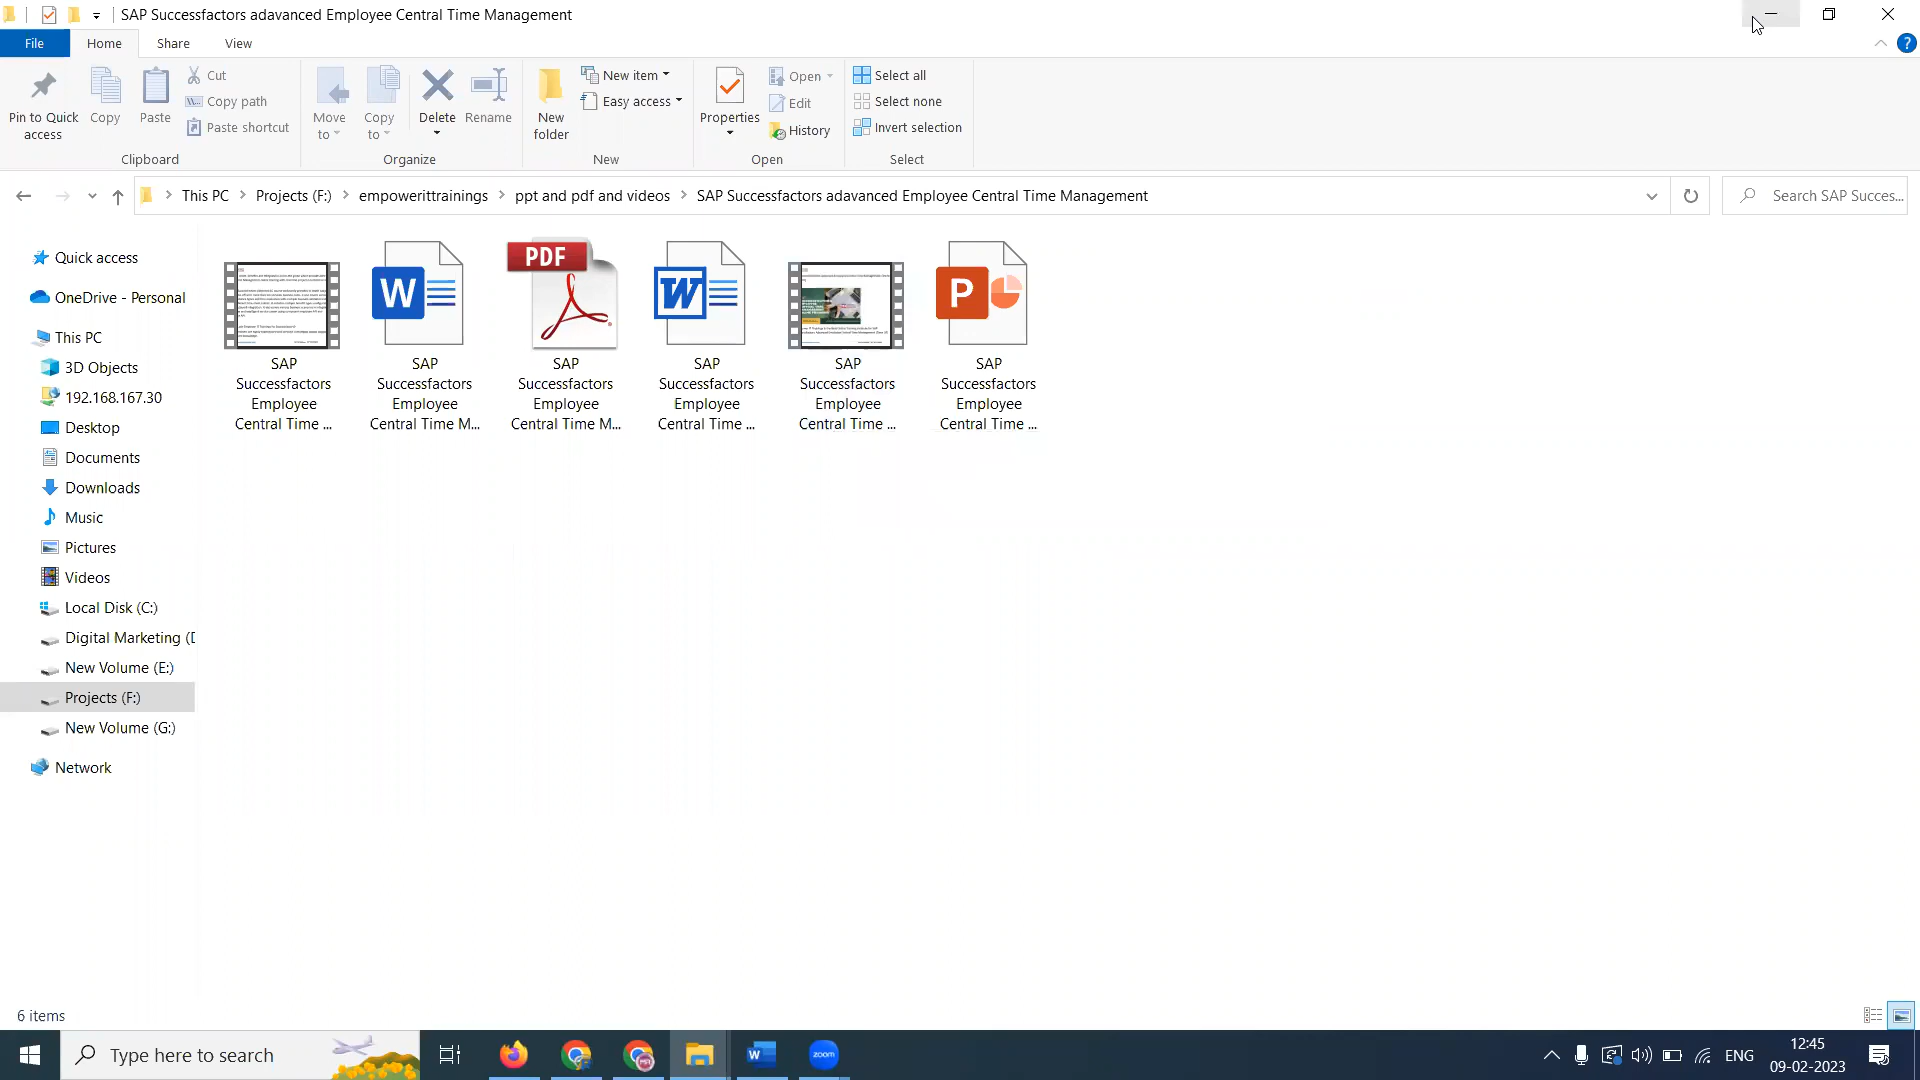 SAP Successfactors adavanced Employee Central Time Management
File
Home
Share
View
Pin to Quick access
Copy
Paste
Cut
Copy path
Paste shortcut
Clipboard
Move to
Copy to
Delete
Rename
Organize
New folder
New item
Easy access
New
Properties
Open
Edit
History
Open
Select all
Select none
Invert selection
Select
This PC
Projects (F:)
empowerittrainings
ppt and pdf and videos
SAP Successfactors adavanced Employee Central Time Management
Search SAP Succes...
Quick access
OneDrive - Personal
This PC
3D Objects
192.168.167.30
Desktop
Documents
Downloads
Music
Pictures
Videos
Local Disk (C:)
Digital Marketing (D
New Volume (E:)
Projects (F:)
New Volume (G:)
Network
SAP
Successfactors
Employee
Central Time ...
W
SAP
Successfactors
Employee
Central Time M...
PDF
SAP
Successfactors
Employee
Central Time M...
W
SAP
Successfactors
Employee
Central Time ...
SAP
Successfactors
Employee
Central Time ...
P
SAP
Successfactors
Employee
Central Time ...
6 items
Type here to search
W
zoom
ENG
12:45
09-02-2023